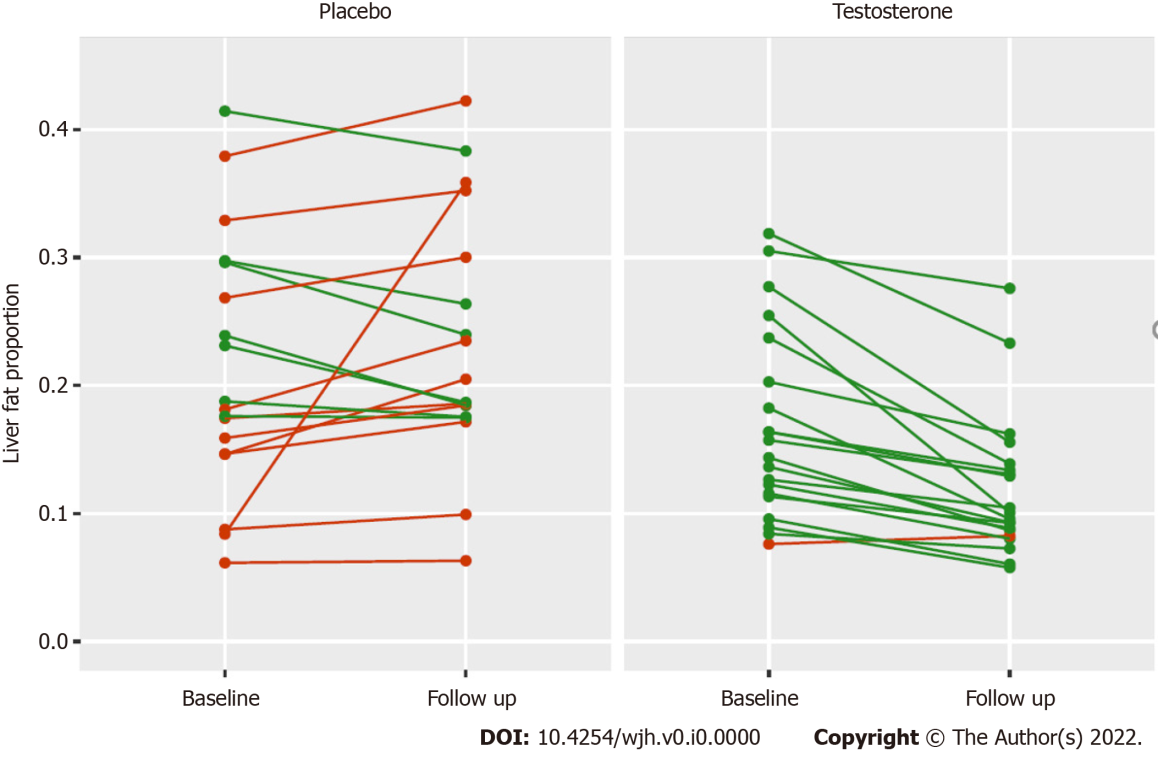 Placebo
Testosterone
Liver fat proportion
0.4
0.3
0.2
0.1
0.0
Baseline
Follow up
Baseline
Follow up
DOI: 10.4254/wjh.v0.i0.0000 Copyright © The Author(s) 2022.